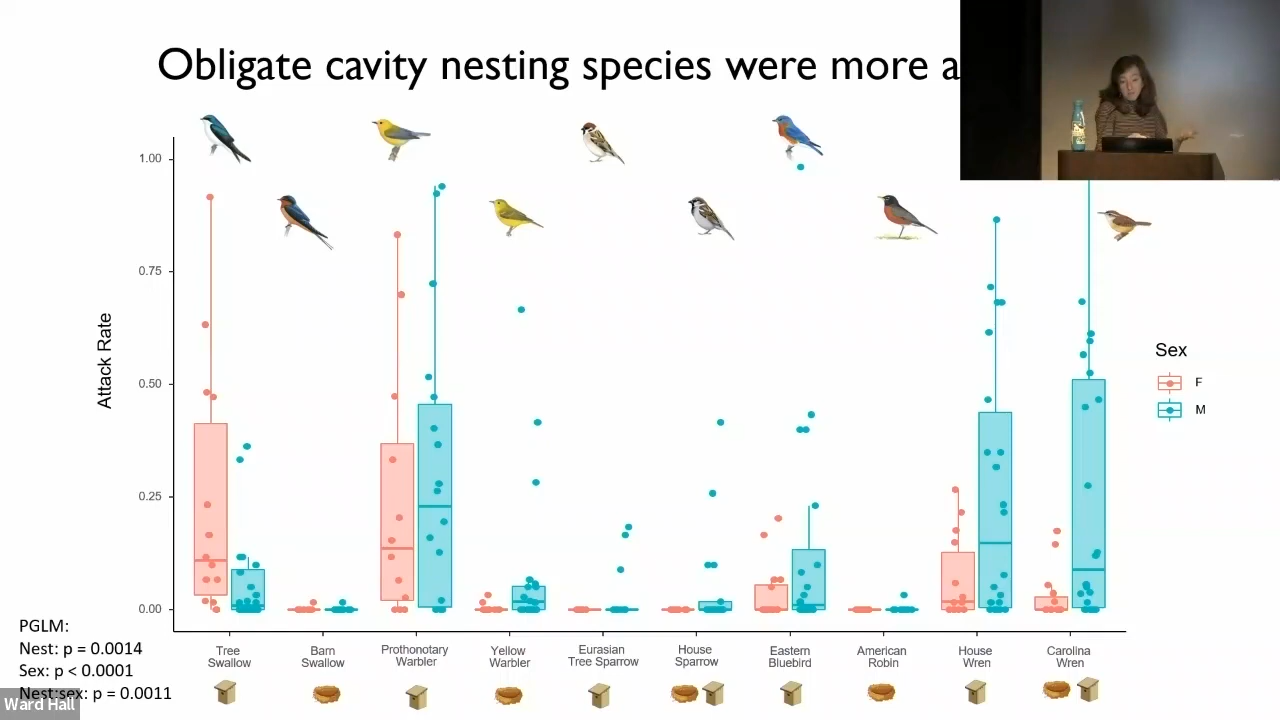 Obligate cavity nesting species were more a
1.00
0.75
0.50
0.25
0.00
Attack Rate
Sex
F
M
Tree Swallow
Barn Swallow
Prothonotary Warbler
Yellow Warbler
Eurasian Tree Sparrow
House Sparrow
Eastern Bluebird
American Robin
House Wren
Carolina Wren
PGLM:
Nest: p = 0.0014
Sex: p < 0.0001
Nest:sex: p = 0.0011
Ward Hall